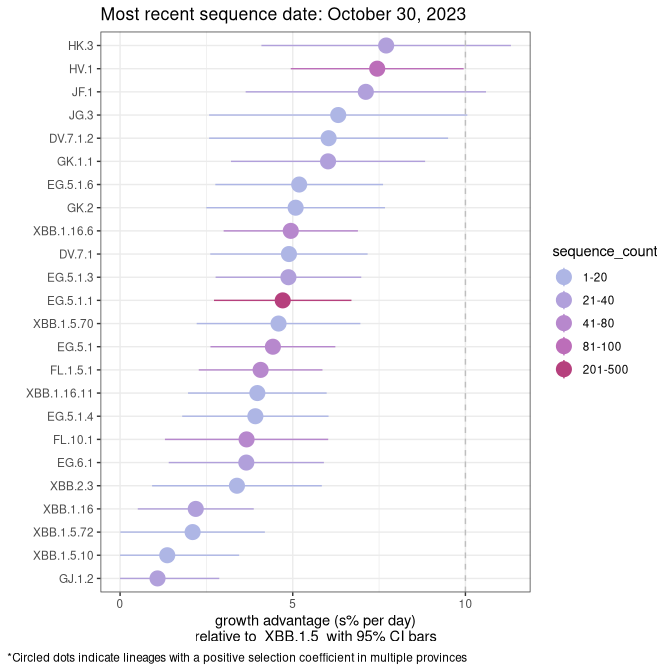 Most recent sequence date: October 30, 2023
HK.3
HV.1
JF.1
JG.3
DV.7.1.2
GK.1.1
EG.5.1.6
GK.2
XBB.1.16.6
DV.7.1
EG.5.1.3
EG.5.1.1
XBB.1.5.70
EG.5.1
FL.1.5.1
XBB.1.16.11
EG.5.1.4
FL.10.1
EG.6.1
XBB.2.3
XBB.1.16
XBB.1.5.72
XBB.1.5.10
GJ.1.2
0 5 10
growth advantage (s% per day)
relative to XBB.1.5 with 95% CI bars
sequence_count
1-20
21-40
41-80
81-100
201-500
*Circled dots indicate lineages with a positive selection coefficient in multiple provinces